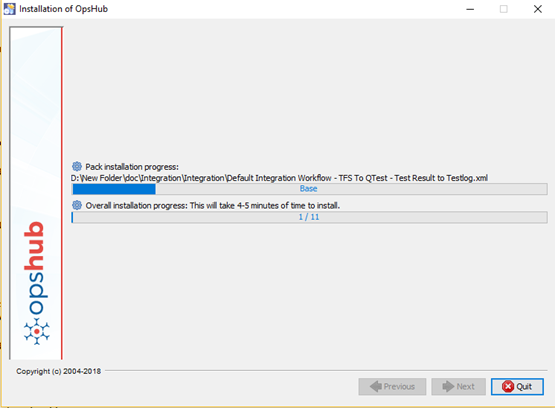 Installation of OpsHub
Pack installation progress:
D:\New Folder\doc\Integration\Integration\Default Integration Workflow - TFS To QTest - Test Result to Testlog.xml
Base
Overall installation progress: This will take 4-5 minutes of time to install.
1 / 11
opshub
Copyright (c) 2004-2018
Previous
Next
Quit